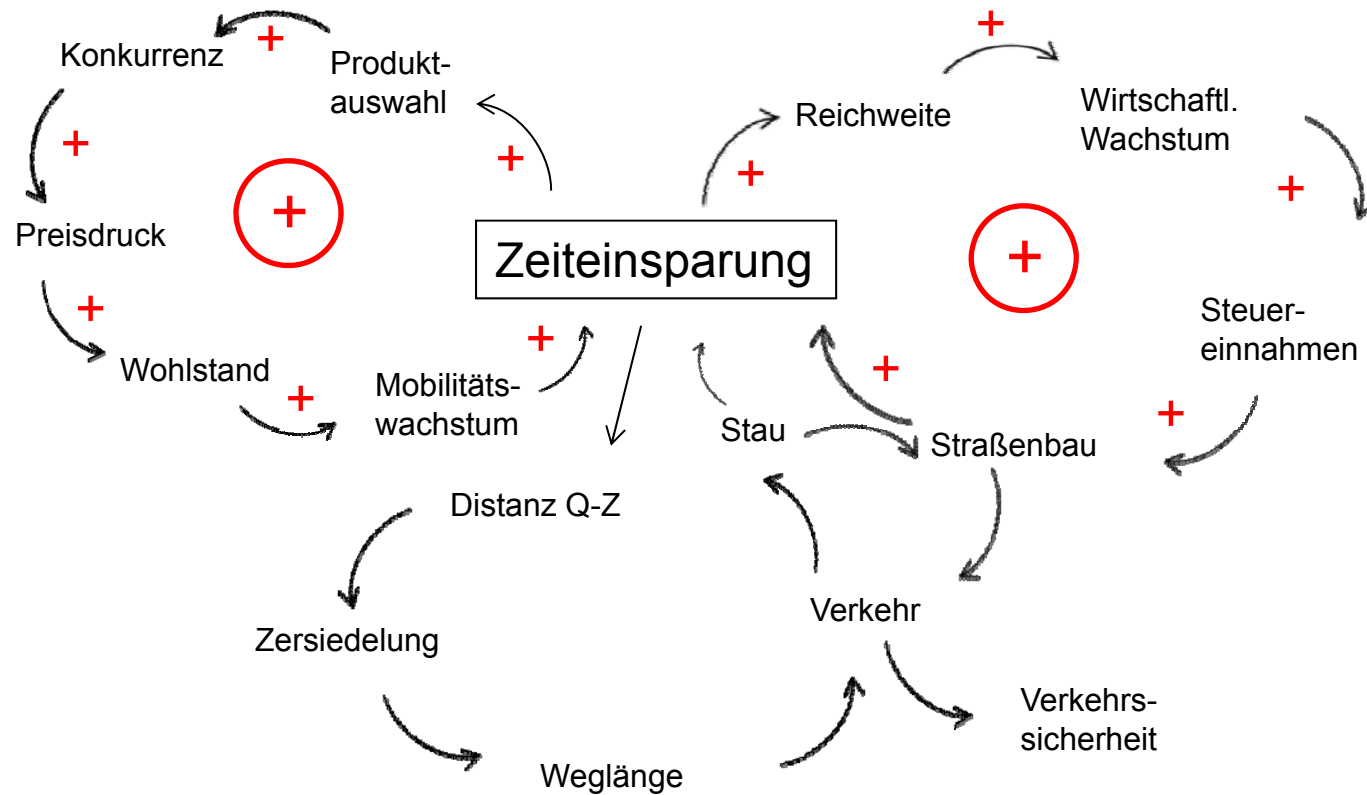 Konkurrenz
Produkt-
auswahl
+
+
+
+
+
+
+
Preisdruck
Wohlstand
Mobilitäts-
wachstum
+
Zeiteinsparung
Reichweite
Wirtschaftl.
Wachstum
+
+
+
+
Steuer-
einnahmen
+
+
Straßenbau
Stau
Distanz Q-Z
Zersiedelung
Weglänge
Verkehr
Verkehrs-
sicherheit